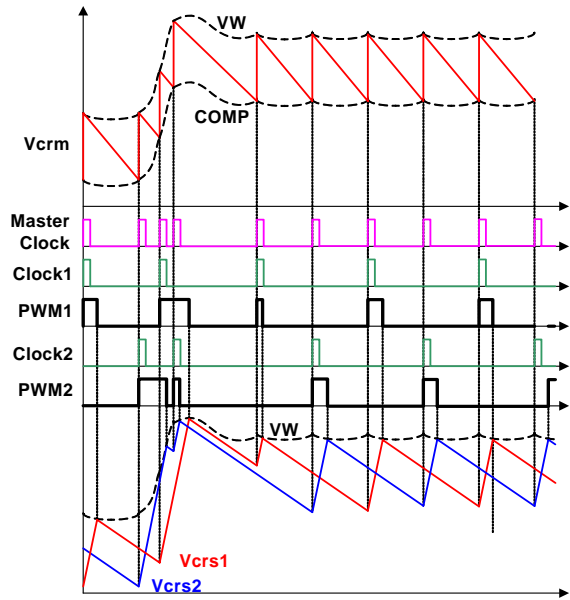 VW
COMP
Vcrm
Master
Clock
Clock1
PWM1
Clock2
PWM2
VW
Vcrs1
Vcrs2